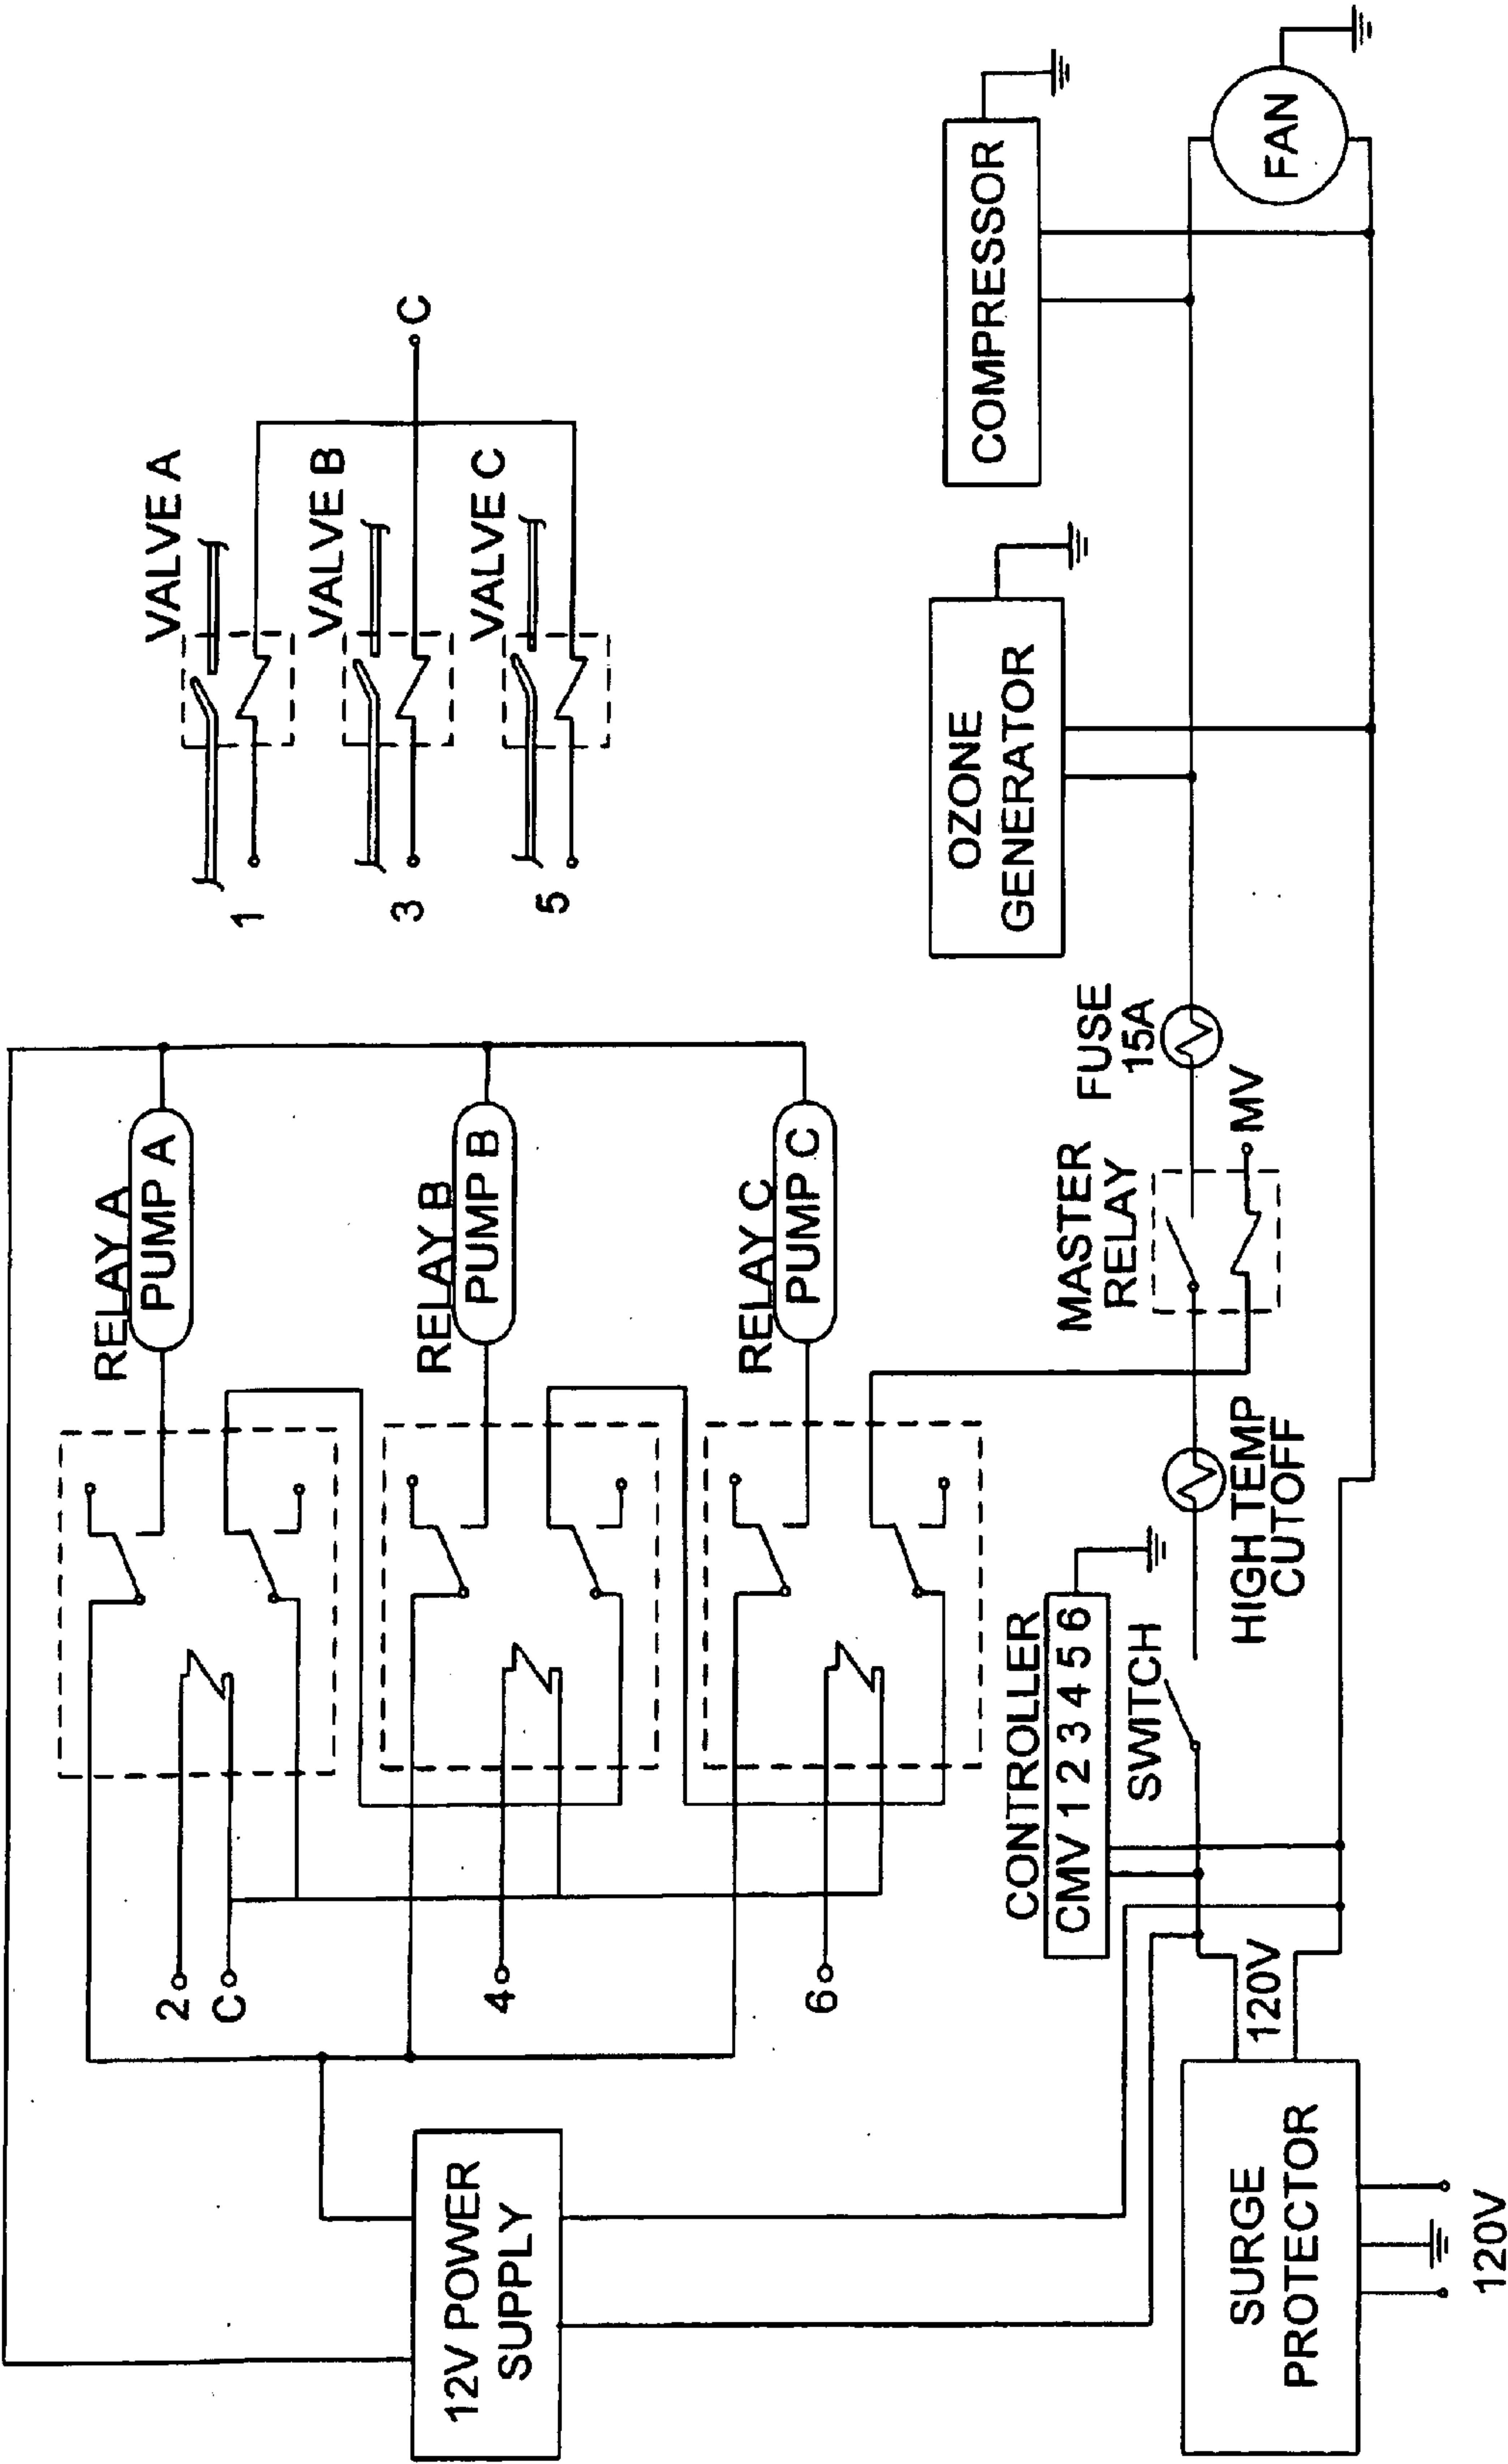 12V POWER
SUPPLY
2
C
4
6
RELAY A
PUMP A
RELAY B
PUMP B
RELAY C
PUMP C
VALVE A
1
VALVE B
3
VALVE C
5
C
CONTROLLER
CMV 1 2 3 4 5 6
SWITCH
HIGH TEMP
CUTOFF
MASTER
RELAY
MV
FUSE
15A
OZONE
GENERATOR
COMPRESSOR
FAN
120V
SURGE
PROTECTOR
120V